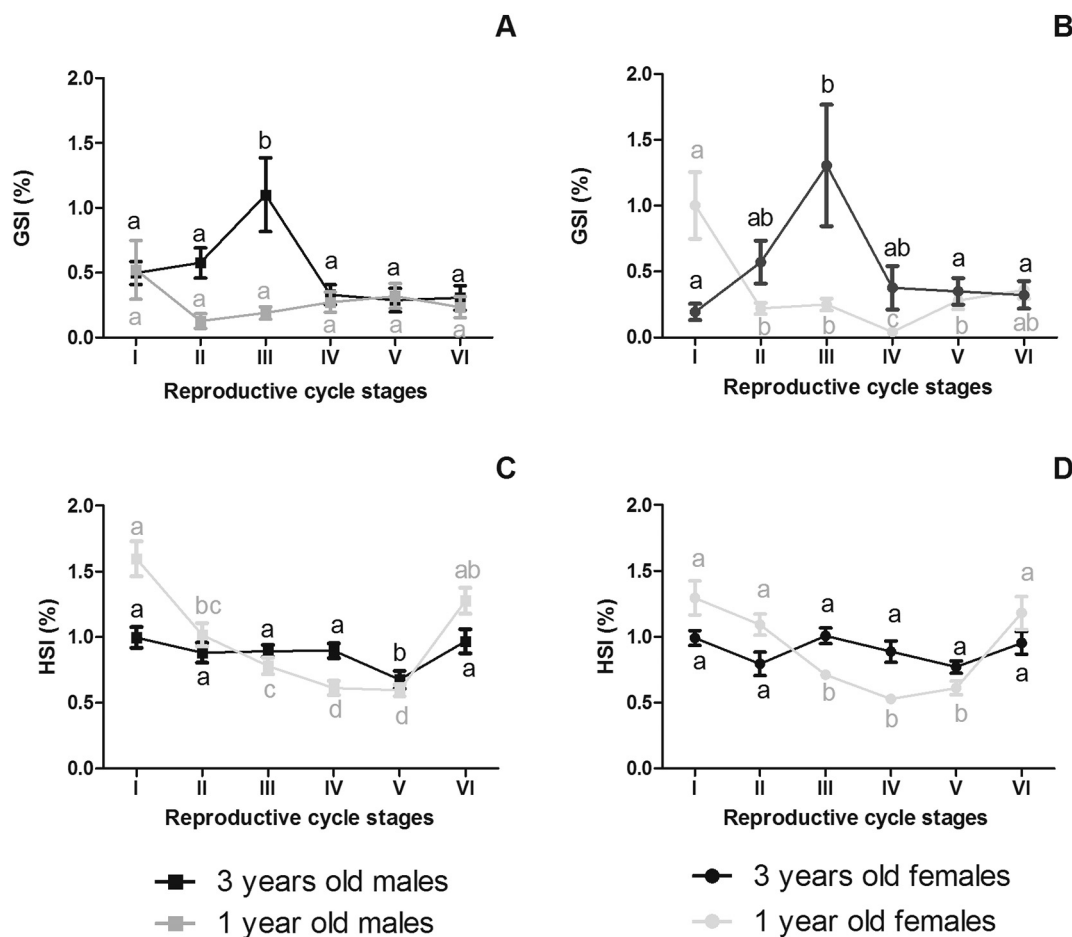 A
2.0
1.5
1.0
0.5
0.0
GSI (%)
b
a a a a a
a a a a a a
I II III IV V VI
Reproductive cycle stages
B
2.0
1.5
1.0
0.5
0.0
GSI (%)
a b
ab ab a a
a
b b c b ab
I II III IV V VI
Reproductive cycle stages
C
2.0
1.5
1.0
0.5
0.0
HSI (%)
a ab
a bc a a b
a c d d a
I II III IV V VI
Reproductive cycle stages
D
2.0
1.5
1.0
0.5
0.0
HSI (%)
a a a a a a
a a b b b a
I II III IV V VI
Reproductive cycle stages
3 years old males
1 year old males
3 years old females
1 year old females